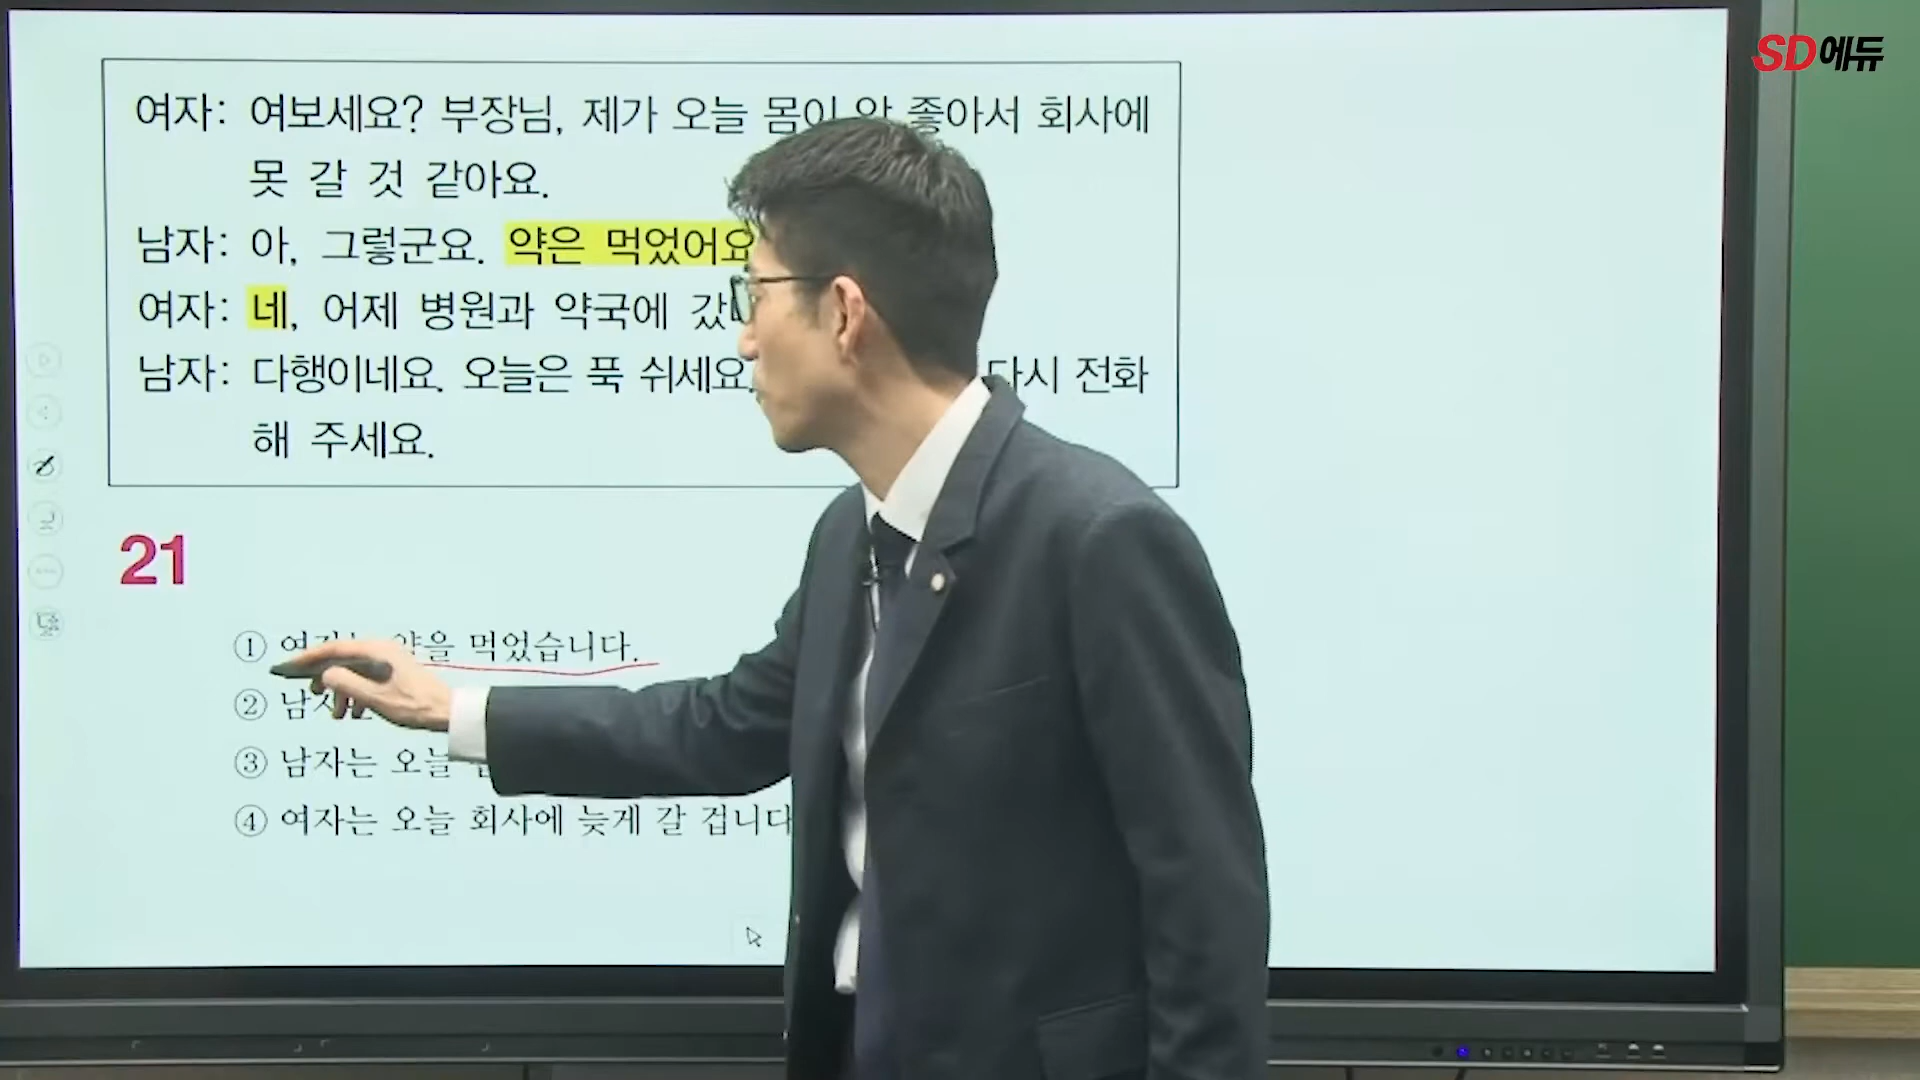 SD에듀
여자: 여보세요? 부장님, 제가 오늘 몸이 좋아서 회사에
못 갈 것 같아요.
남자: 아, 그렇군요. 약은 먹었어요
여자: 네, 어제 병원과 약국에
남자: 다행이네요. 오늘은 푹 쉬세요. 다시 전화
해 주세요.
21
① 약을 먹었습니다.
②
③ 남자는 오늘
④ 여자는 오늘 회사에 늦게 갈 겁니다